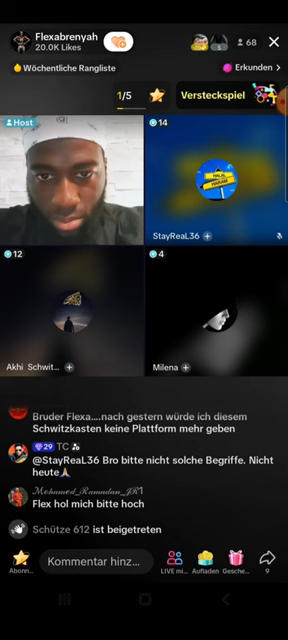 Flexabrenyah
20.0K Likes
68
Wöchentliche Rangliste
Erkunden >
1/5
Versteckspiel
Host
14
StayReaL36
12
Akhi Schwit...
4
Milena
Bruder Flexa....nach gestern würde ich diesem
Schwitzkasten keine Plattform mehr geben
29 TC
@StayReaL36 Bro bitte nicht solche Begriffe. Nicht
heute🙏
Mohamed_Ramadan_JR1
Flex hol mich bitte hoch
Schütze 612 ist beigetreten
Kommentar hinz...
Abonn...
LIVE mi...
Aufladen
Gesche...
9